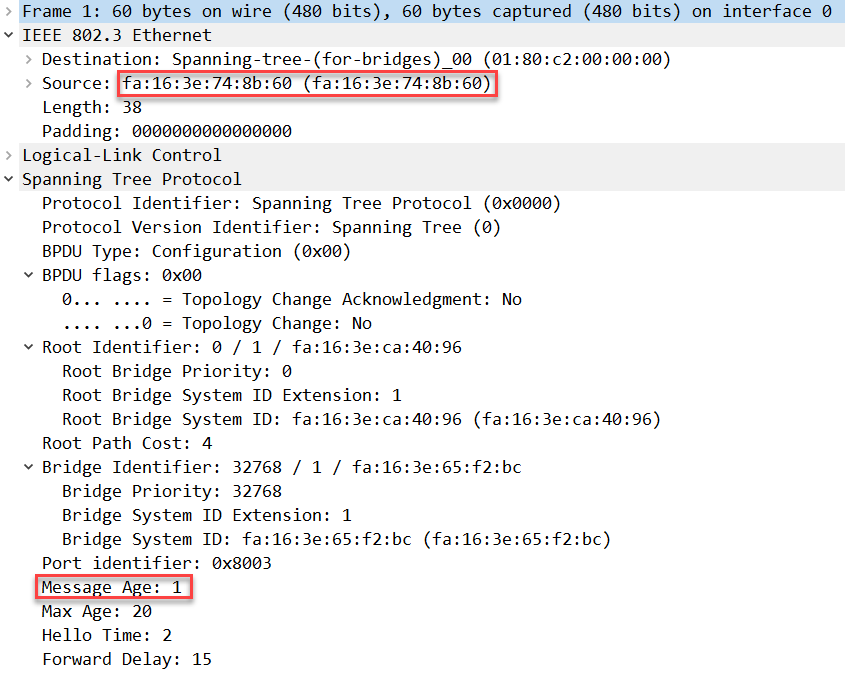 Frame 1: 60 bytes on wire (480 bits), 60 bytes captured (480 bits) on interface 0
IEEE 802.3 Ethernet
Destination: Spanning-tree-(for-bridges)_00 (01:80:c2:00:00:00)
Source: fa:16:3e:74:8b:60 (fa:16:3e:74:8b:60)
Length: 38
Padding: 0000000000000000
Logical-Link Control
Spanning Tree Protocol
Protocol Identifier: Spanning Tree Protocol (0x0000)
Protocol Version Identifier: Spanning Tree (0)
BPDU Type: Configuration (0x00)
BPDU flags: 0x00
0... .... = Topology Change Acknowledgment: No
.... ...0 = Topology Change: No
Root Identifier: 0 / 1 / fa:16:3e:ca:40:96
Root Bridge Priority: 0
Root Bridge System ID Extension: 1
Root Bridge System ID: fa:16:3e:ca:40:96 (fa:16:3e:ca:40:96)
Root Path Cost: 4
Bridge Identifier: 32768 / 1 / fa:16:3e:65:f2:bc
Bridge Priority: 32768
Bridge System ID Extension: 1
Bridge System ID: fa:16:3e:65:f2:bc (fa:16:3e:65:f2:bc)
Port identifier: 0x8003
Message Age: 1
Max Age: 20
Hello Time: 2
Forward Delay: 15